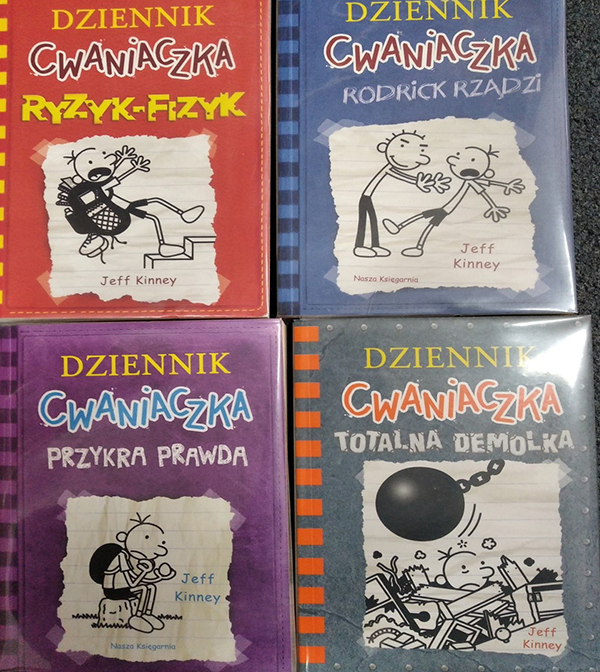 DZIENNIK
CWANIACZKA
RYZYK-FIZYK
Jeff Kinney
DZIENNIK
CWANIACZKA
RODRICK RZĄDZI
Jeff
Kinney
Nasza Księgarnia
DZIENNIK
CWANIACZKA
PRZYKRA PRAWDA
Jeff
Kinney
Nasza Księgarnia
DZIENNIK
CWANIACZKA
TOTALNA DEMOLKA
Jeff
Kinney